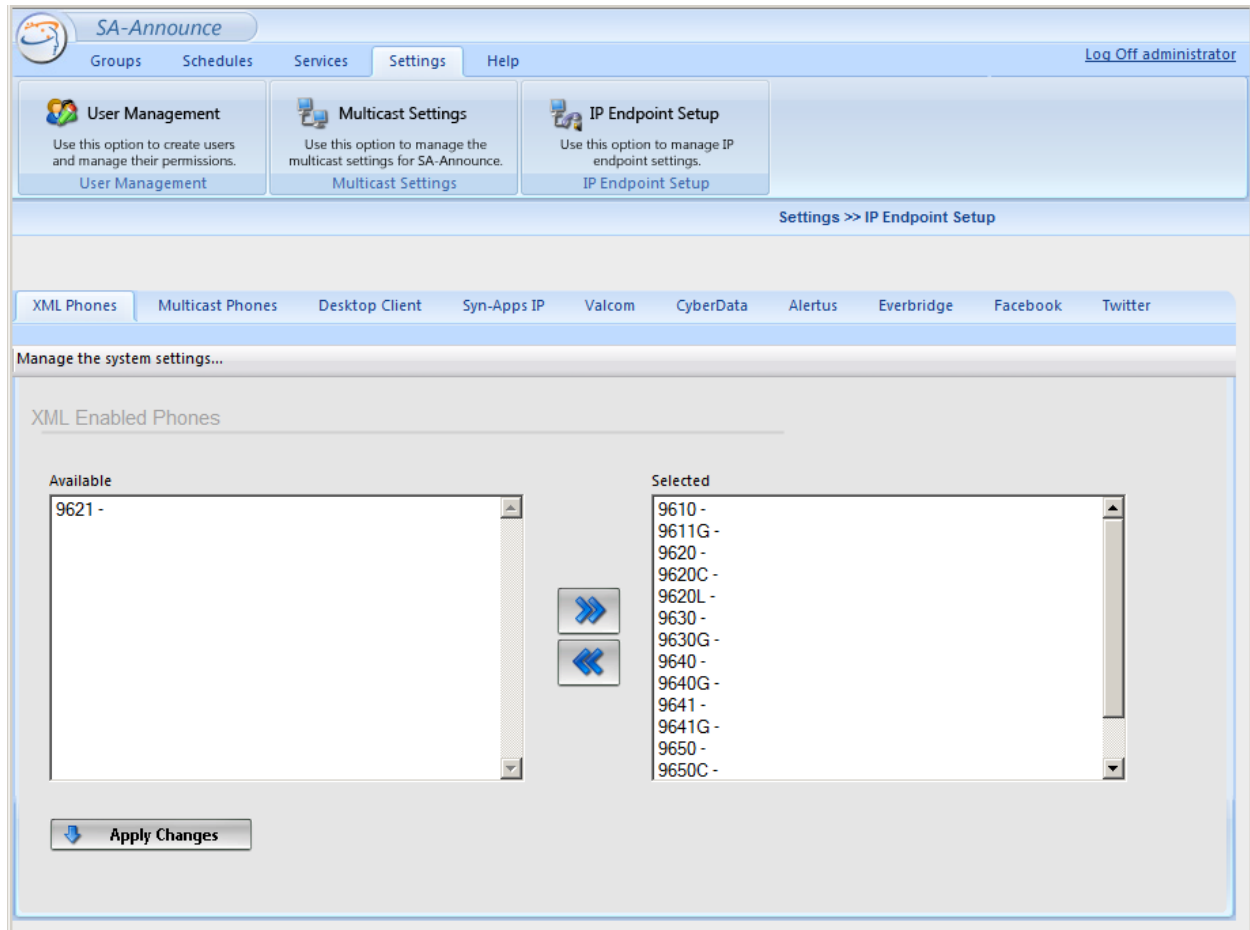 SA-Announce
Groups Schedules Services Settings Help Log Off administrator
User Management Multicast Settings IP Endpoint Setup
Use this option to create users Use this option to manage the Use this option to manage IP
and manage their permissions. multicast settings for SA-Announce. endpoint settings.
User Management Multicast Settings IP Endpoint Setup
Settings >> IP Endpoint Setup
XML Phones Multicast Phones Desktop Client Syn-Apps IP Valcom CyberData Alertus Everbridge Facebook Twitter
Manage the system settings...
XML Enabled Phones
Available Selected
9621 - 9610 -
9611G -
9620 -
9620C -
9620L -
9630 -
9630G -
9640 -
9640G -
9641 -
9641G -
9650 -
9650C -
Apply Changes